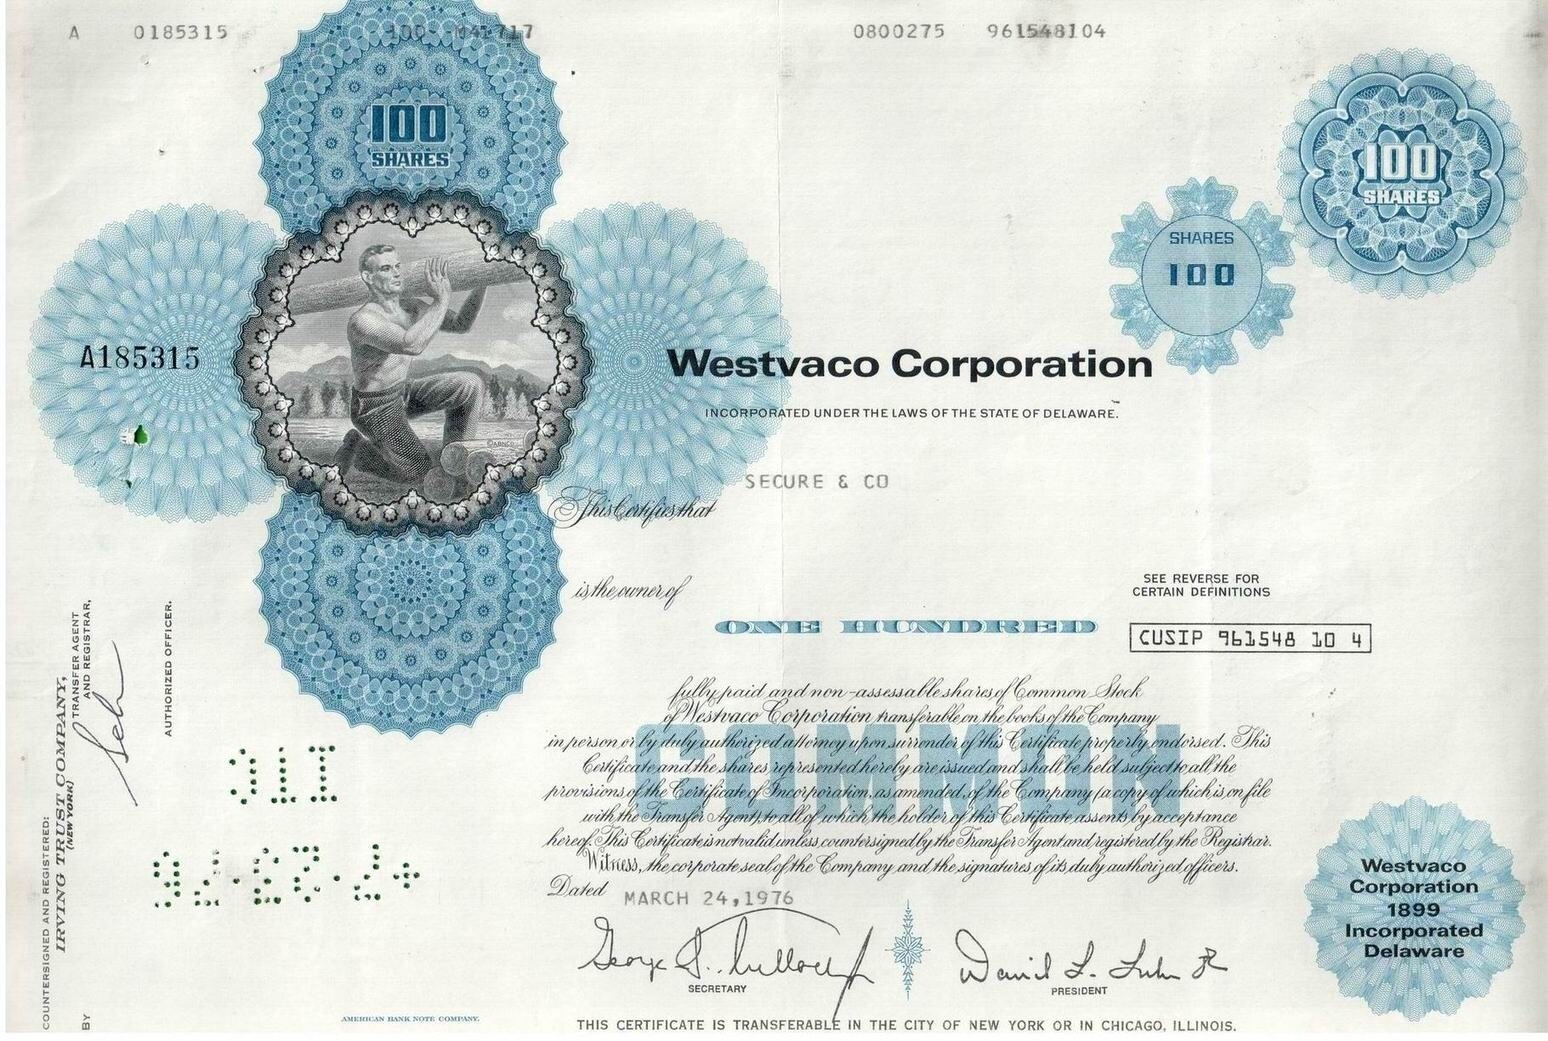 A 0185315 100 M41717 0800275 961548104
100
SHARES
100
SHARES
SHARES
100
A185315
Westvaco Corporation
INCORPORATED UNDER THE LAWS OF THE STATE OF DELAWARE.
©ABNCO
SECURE & CO
This Certifies that
is the owner of
SEE REVERSE FOR
CERTAIN DEFINITIONS
ONE HUNDRED
CUSIP 961548 10 4
fully paid and non-assessable shares of Common Stock
of Westvaco Corporation transferable on the books of the Company
in person or by duly authorized attorney upon surrender of this Certificate properly endorsed. This
Certificate and the shares represented hereby are issued and shall be held subject to all the
provisions of the Certificate of Incorporation, as amended, of the Company (a copy of which is on file
with the Transfer Agent), to all of which the holder of this Certificate assents by acceptance
hereof. This Certificate is not valid unless countersigned by the Transfer Agent and registered by the Registrar.
Witness, the corporate seal of the Company and the signatures of its duly authorized officers.
COMMON
Dated MARCH 24,1976
SECRETARY
PRESIDENT
Westvaco
Corporation
1899
Incorporated
Delaware
COUNTERSIGNED AND REGISTERED:
IRVING TRUST COMPANY,
(NEW YORK)
TRANSFER AGENT
AND REGISTRAR,
BY
AUTHORIZED OFFICER.
AMERICAN BANK NOTE COMPANY.
THIS CERTIFICATE IS TRANSFERABLE IN THE CITY OF NEW YORK OR IN CHICAGO, ILLINOIS.